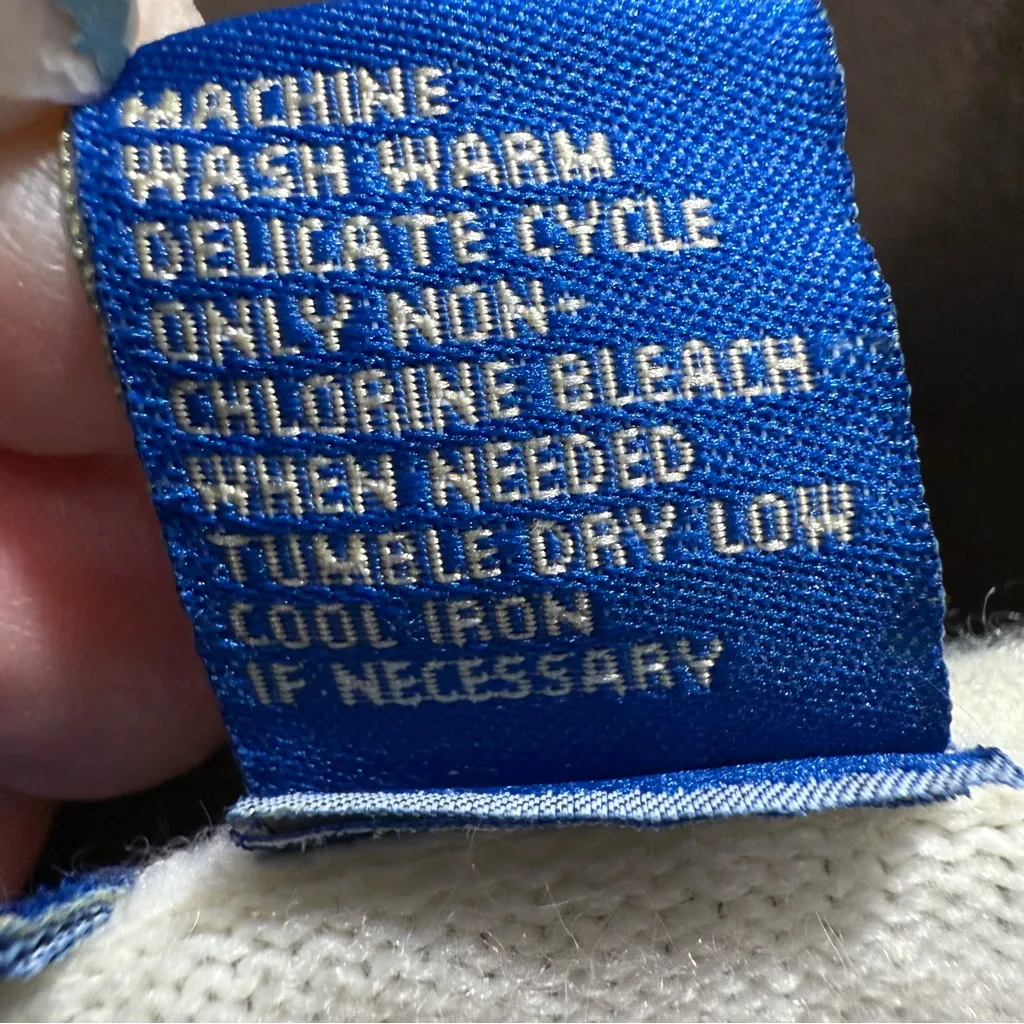 MACHINE
WASH WARM
DELICATE CYCLE
ONLY NON-
CHLORINE BLEACH
WHEN NEEDED
TUMBLE DRY LOW
COOL IRON
IF NECESSARY